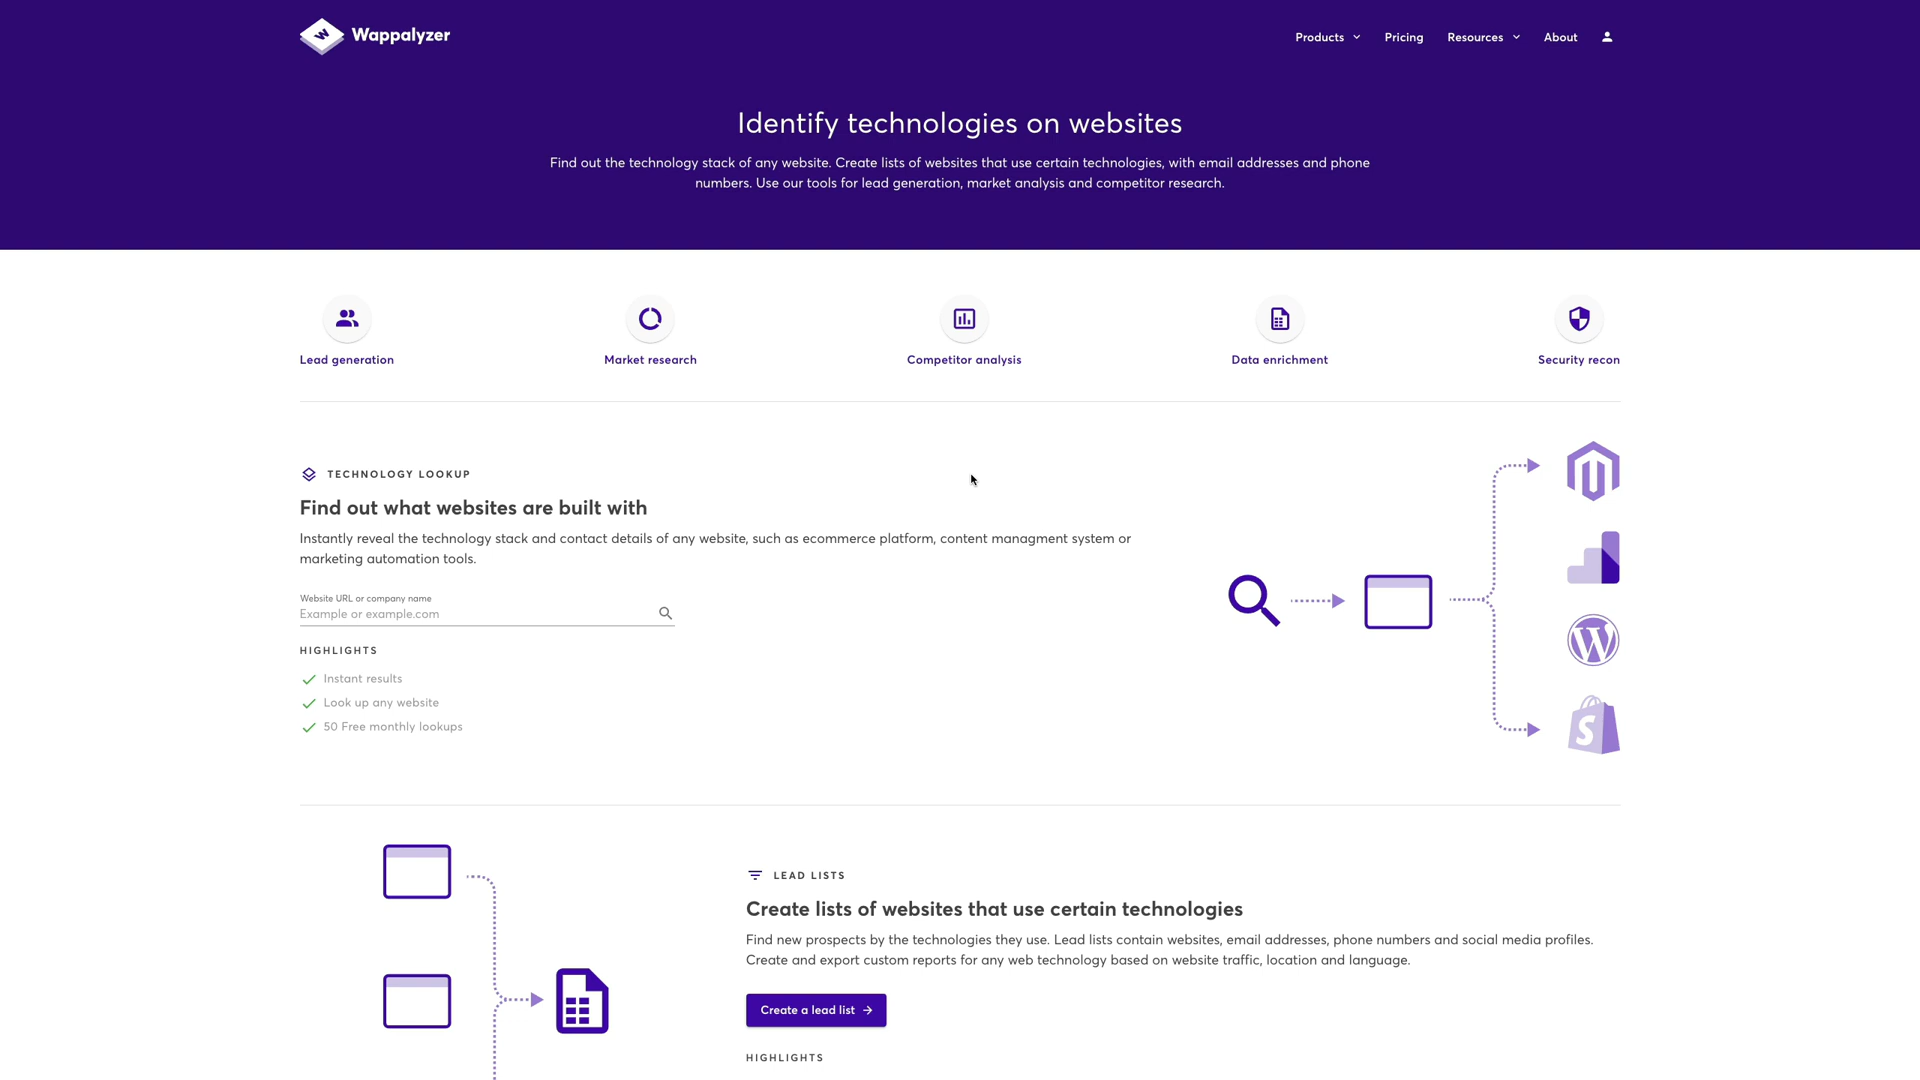 Wappalyzer
Products
Pricing
Resources
About
Identify technologies on websites
Find out the technology stack of any website. Create lists of websites that use certain technologies, with email addresses and phone
numbers. Use our tools for lead generation, market analysis and competitor research.
Lead generation
Market research
Competitor analysis
Data enrichment
Security recon
TECHNOLOGY LOOKUP
Find out what websites are built with
Instantly reveal the technology stack and contact details of any website, such as ecommerce platform, content managment system or
marketing automation tools.
Website URL or company name
Example or example.com
HIGHLIGHTS
Instant results
Look up any website
50 Free monthly lookups
LEAD LISTS
Create lists of websites that use certain technologies
Find new prospects by the technologies they use. Lead lists contain websites, email addresses, phone numbers and social media profiles.
Create and export custom reports for any web technology based on website traffic, location and language.
Create a lead list
HIGHLIGHTS